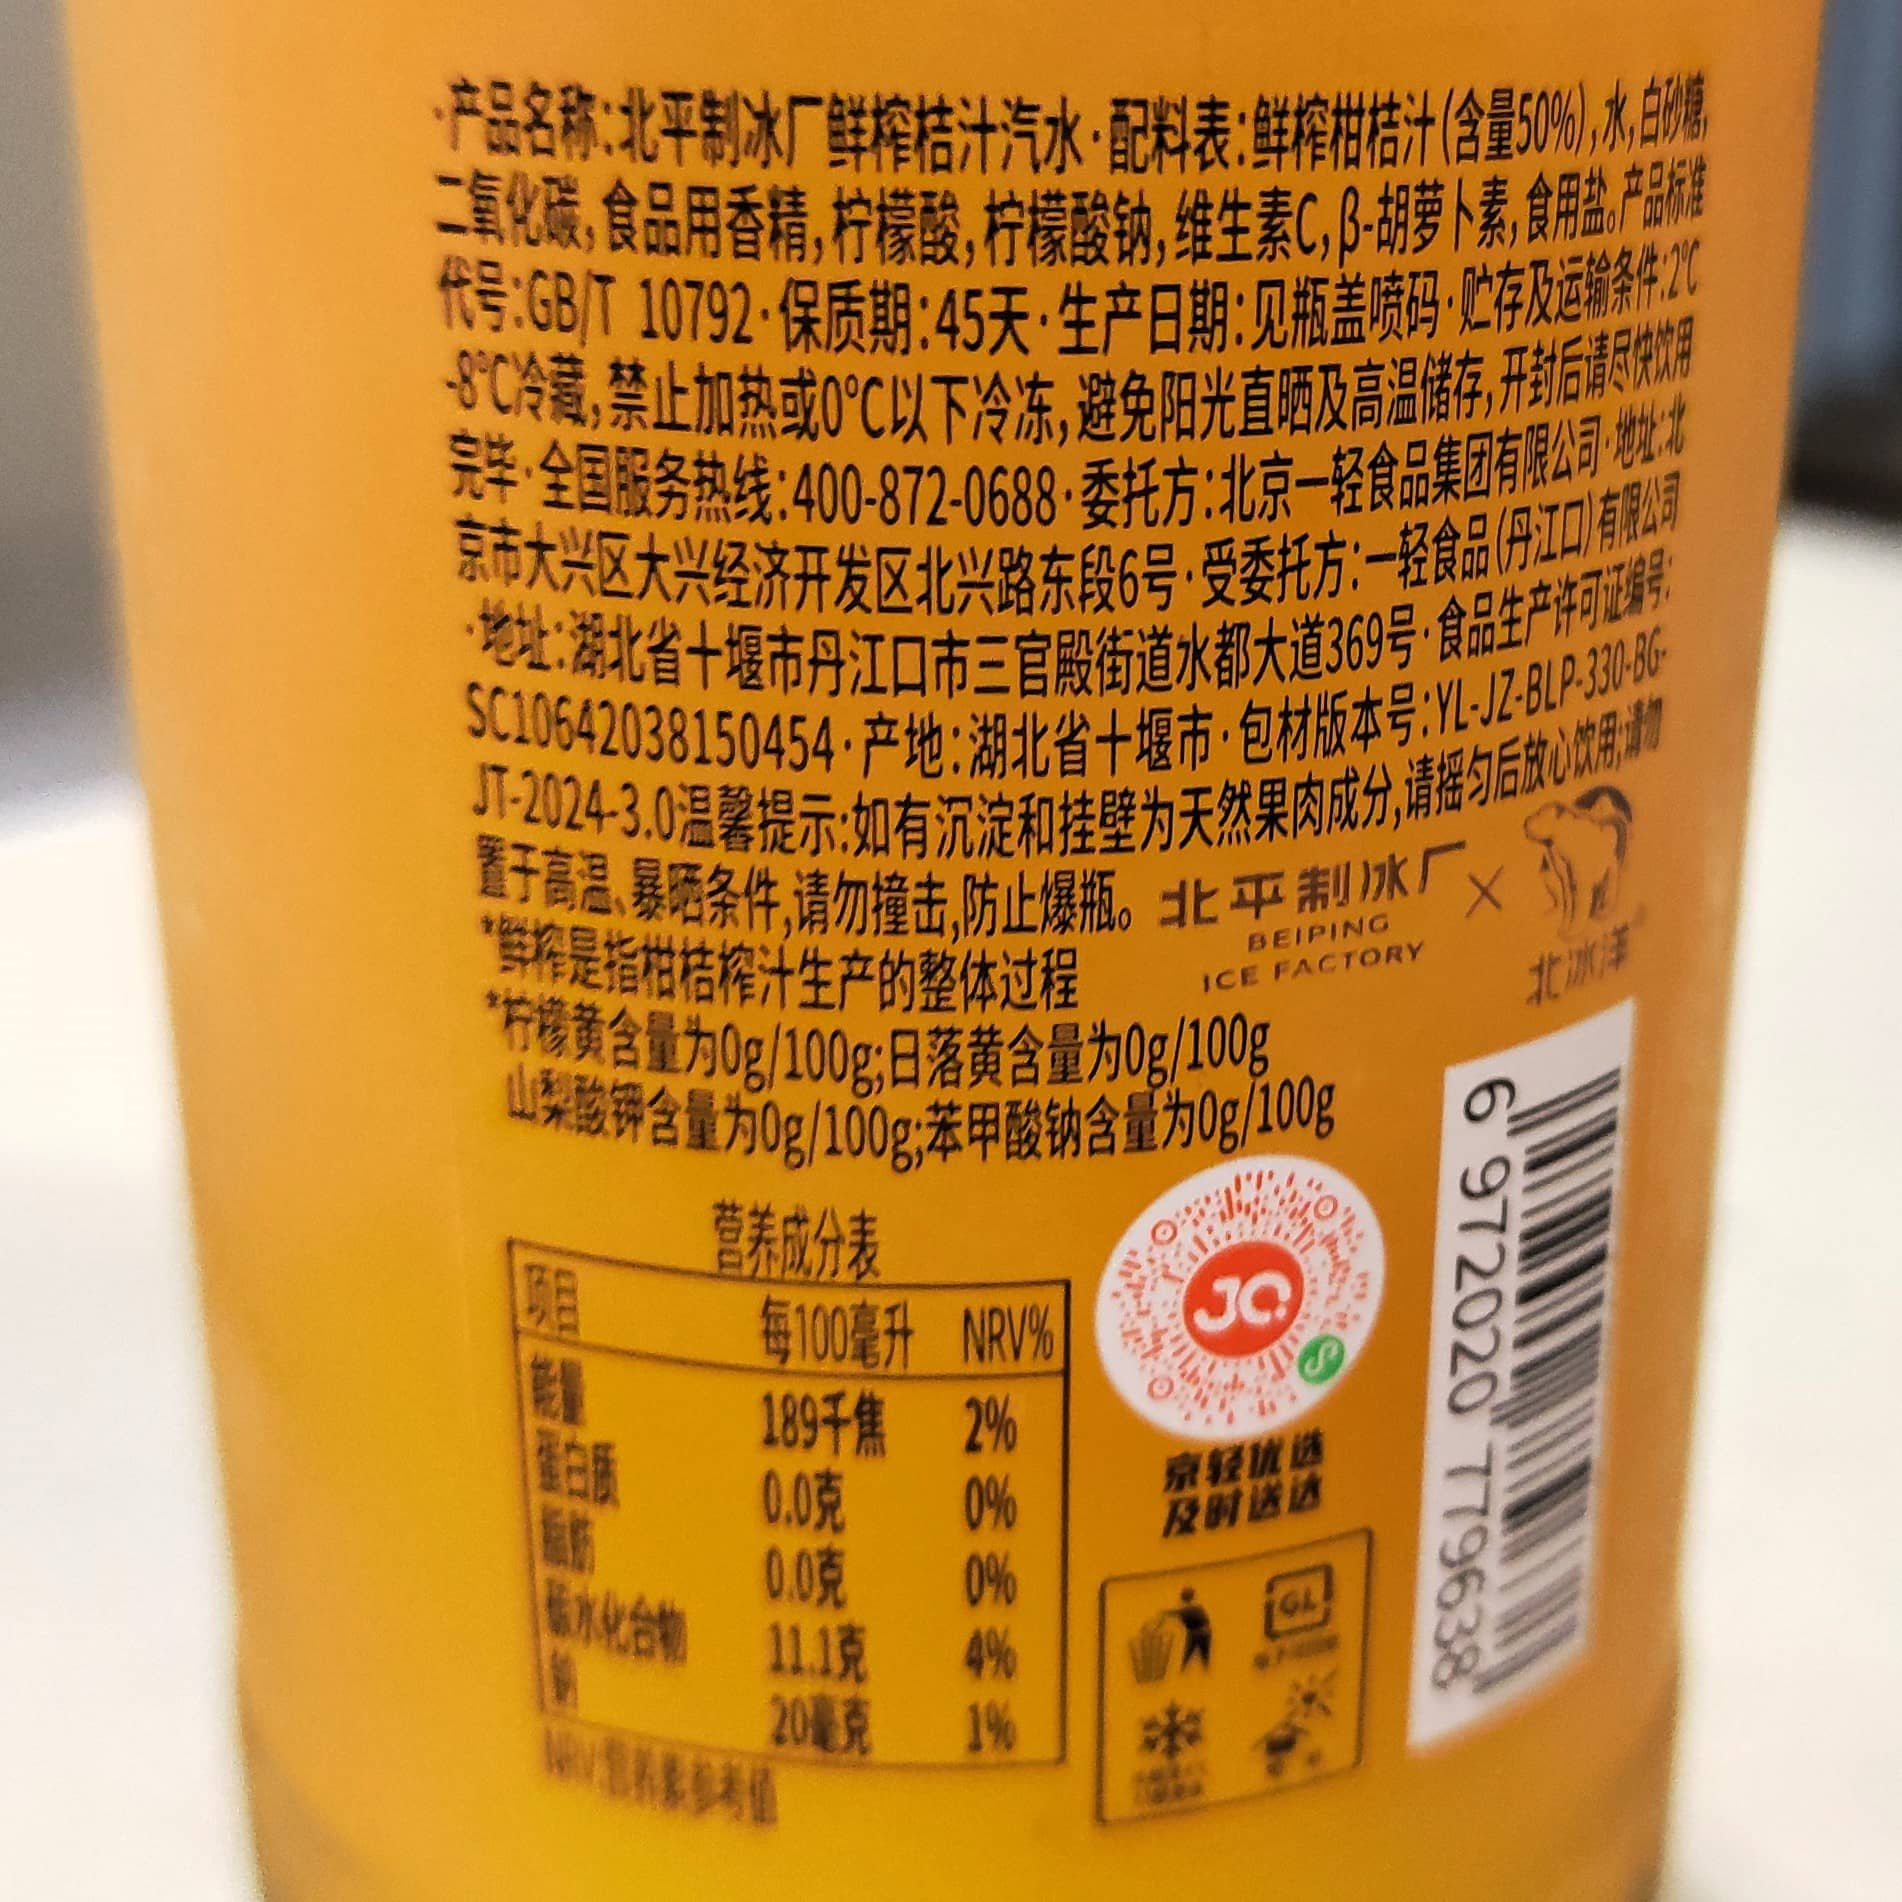 ·产品名称:北平制冰厂鲜榨桔汁汽水·配料表:鲜榨柑桔汁(含量50%),水,白砂糖,
二氧化碳,食品用香精,柠檬酸,柠檬酸钠,维生素C,β-胡萝卜素,食用盐。产品标准
代号:GB/T 10792·保质期:45天·生产日期:见瓶盖喷码·贮存及运输条件:2℃
-8℃冷藏,禁止加热或0℃以下冷冻,避免阳光直晒及高温储存,开封后请尽快饮用
完毕·全国服务热线:400-872-0688·委托方:北京一轻食品集团有限公司·地址:北
京市大兴区大兴经济开发区北兴路东段6号·受委托方:一轻食品(丹江口)有限公司
·地址:湖北省十堰市丹江口市三官殿街道水都大道369号·食品生产许可证编号:
SC10642038150454·产地:湖北省十堰市·包材版本号:YL-JZ-BLP-330-BG-
JT-2024-3.0温馨提示:如有沉淀和挂壁为天然果肉成分,请摇匀后放心饮用;请勿
置于高温、暴晒条件,请勿撞击,防止爆瓶。
北平制冰厂 × 北冰洋
BEIPING
ICE FACTORY
*鲜榨是指柑桔榨汁生产的整体过程
*柠檬黄含量为0g/100g;日落黄含量为0g/100g
山梨酸钾含量为0g/100g;苯甲酸钠含量为0g/100g
营养成分表
项目 每100毫升 NRV%
能量 189千焦 2%
蛋白质 0.0克 0%
脂肪 0.0克 0%
碳水化合物 11.1克 4%
钠 20毫克 1%
NRV:营养素参考值
JC
京轻优选
及时送达
GL
6 972020 779638